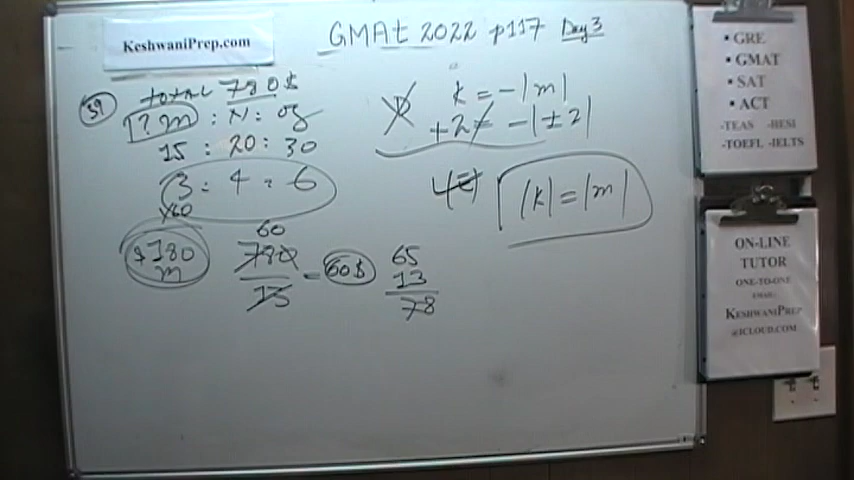 KeshwaniPrep.com
GMAt 2022 p117 Day 3
39
TOTAL 780$
? m : N : og
15 : 20 : 30
3 : 4 : 6
x60
$180
m
60
780
13
= 60$
65
13
78
k = -|m|
+2 ≠ -|±2|
|k| = |m|
• GRE
• GMAT
• SAT
• ACT
-TEAS -HESI
-TOEFL -IELTS
ON-LINE
TUTOR
ONE-TO-ONE
EMAIL:
KESHWANIPREP
@ICLOUD.COM